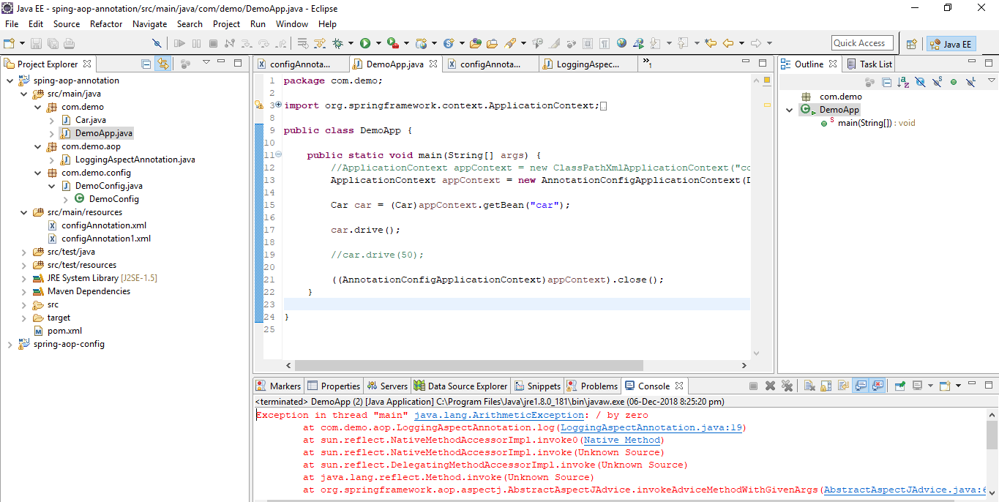 Java EE - sping-aop-annotation/src/main/java/com/demo/DemoApp.java - Eclipse
File Edit Source Refactor Navigate Search Project Run Window Help
Quick Access
Java EE
Project Explorer
sping-aop-annotation
src/main/java
com.demo
Car.java
DemoApp.java
com.demo.aop
LoggingAspectAnnotation.java
com.demo.config
DemoConfig.java
DemoConfig
src/main/resources
configAnnotation.xml
configAnnotation1.xml
src/test/java
src/test/resources
JRE System Library [J2SE-1.5]
Maven Dependencies
src
target
pom.xml
spring-aop-config
configAnnota... DemoApp.java configAnnota... LoggingAspec... »1
1 package com.demo;
2
3 import org.springframework.context.ApplicationContext;
8
9 public class DemoApp {
10
11 public static void main(String[] args) {
12 //ApplicationContext appContext = new ClassPathXmlApplicationContext("co
13 ApplicationContext appContext = new AnnotationConfigApplicationContext(D
14
15 Car car = (Car)appContext.getBean("car");
16
17 car.drive();
18
19 //car.drive(50);
20
21 ((AnnotationConfigApplicationContext)appContext).close();
22 }
23
24 }
25
Outline Task List
com.demo
DemoApp
main(String[]) : void
Markers Properties Servers Data Source Explorer Snippets Problems Console
<terminated> DemoApp (2) [Java Application] C:\Program Files\Java\jre1.8.0_181\bin\javaw.exe (06-Dec-2018 8:25:20 pm)
Exception in thread "main" java.lang.ArithmeticException: / by zero
at com.demo.aop.LoggingAspectAnnotation.log(LoggingAspectAnnotation.java:19)
at sun.reflect.NativeMethodAccessorImpl.invoke0(Native Method)
at sun.reflect.NativeMethodAccessorImpl.invoke(Unknown Source)
at sun.reflect.DelegatingMethodAccessorImpl.invoke(Unknown Source)
at java.lang.reflect.Method.invoke(Unknown Source)
at org.springframework.aop.aspectj.AbstractAspectJAdvice.invokeAdviceMethodWithGivenArgs(AbstractAspectJAdvice.java:6